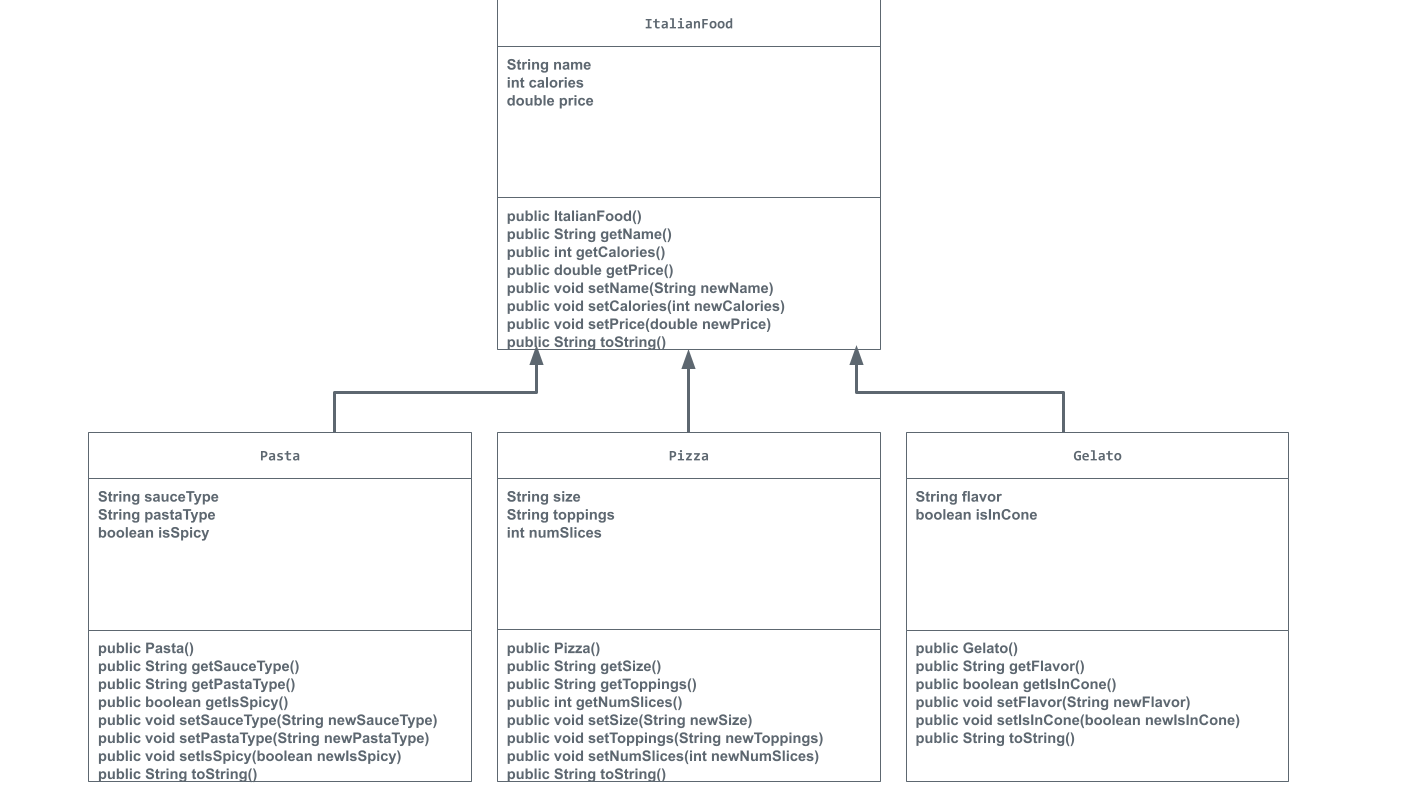 ItalianFood
String name
int calories
double price
public ItalianFood()
public String getName()
public int getCalories()
public double getPrice()
public void setName(String newName)
public void setCalories(int newCalories)
public void setPrice(double newPrice)
public String toString()
Pasta
String sauceType
String pastaType
boolean isSpicy
public Pasta()
public String getSauceType()
public String getPastaType()
public boolean getIsSpicy()
public void setSauceType(String newSauceType)
public void setPastaType(String newPastaType)
public void setIsSpicy(boolean newIsSpicy)
public String toString()
Pizza
String size
String toppings
int numSlices
public Pizza()
public String getSize()
public String getToppings()
public int getNumSlices()
public void setSize(String newSize)
public void setToppings(String newToppings)
public void setNumSlices(int newNumSlices)
public String toString()
Gelato
String flavor
boolean isInCone
public Gelato()
public String getFlavor()
public boolean getIsInCone()
public void setFlavor(String newFlavor)
public void setIsInCone(boolean newIsInCone)
public String toString()